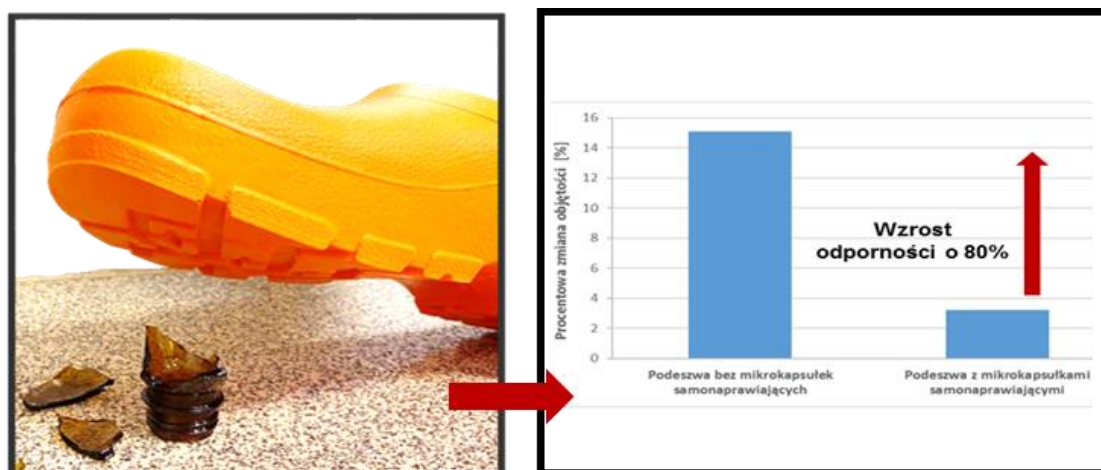 Procentowa zmiana objętości [%]
16
14
12
10
8
6
4
2
0
Wzrost
odporności o 80%
Podeszwa bez mikrokapsułek
samonaprawiających
Podeszwa z mikrokapsułkami
samonaprawiającymi